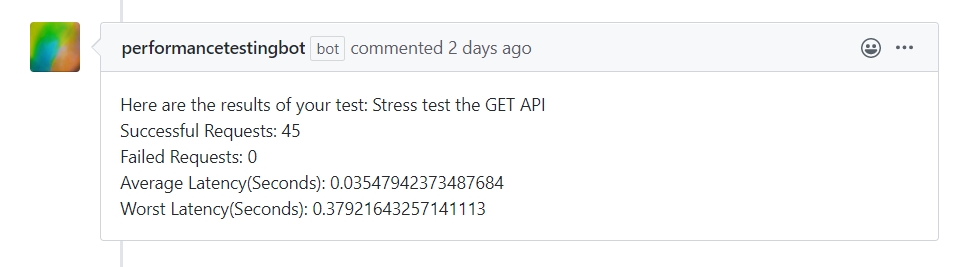 performancetestingbot bot commented 2 days ago
Here are the results of your test: Stress test the GET API
Successful Requests: 45
Failed Requests: 0
Average Latency(Seconds): 0.03547942373487684
Worst Latency(Seconds): 0.37921643257141113